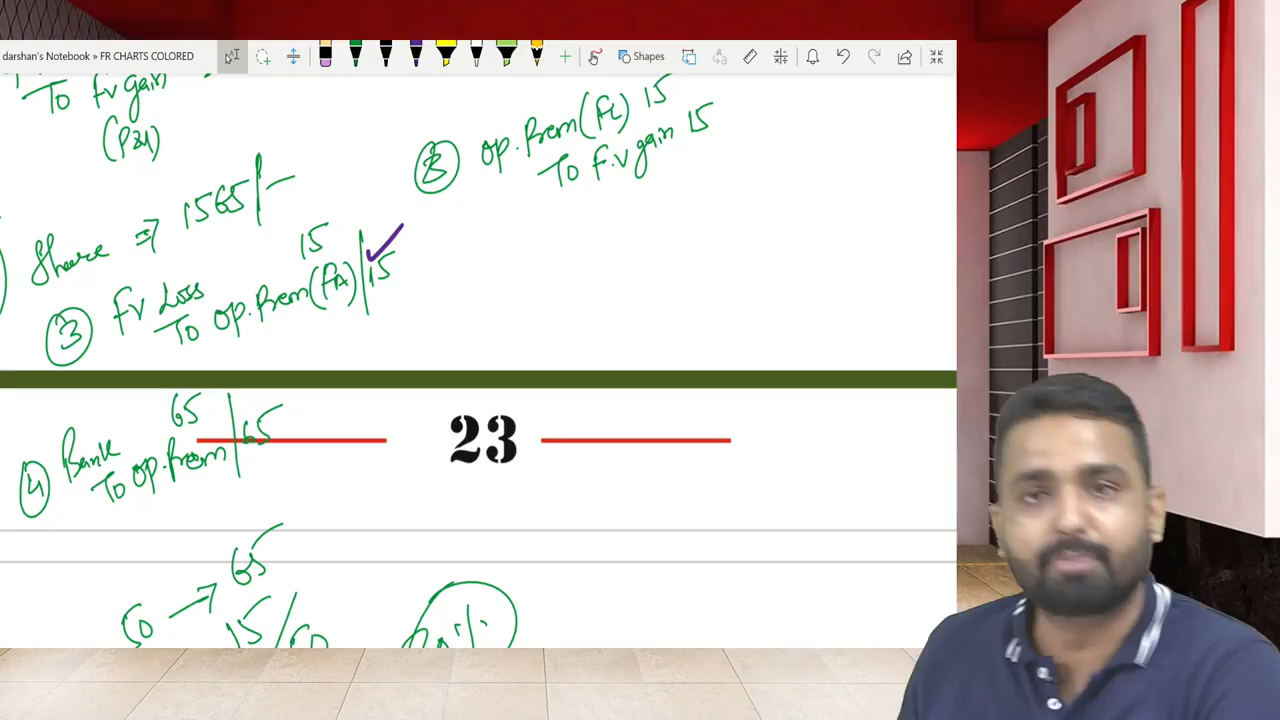 darshan's Notebook » FR CHARTS COLORED
Shapes
To Fv gain
(P&L)
Share ⇒ 1565/-
③ Fv Loss 15
To op.Prem(FA) 15
⑤ op.Prem(FL) 15
To F.v gain 15
④ Bank 65
To op.Prem 65
23
50 → 65
15/50